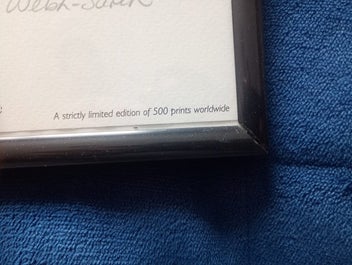 A strictly limited edition of 500 prints worldwide